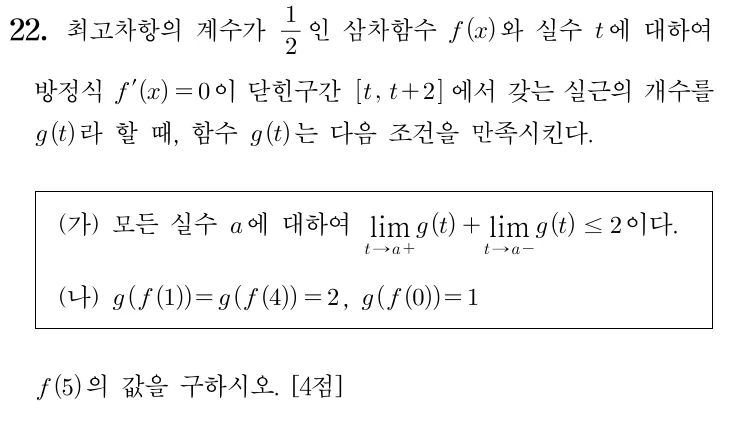 22. 최고차항의 계수가 1/2 인 삼차함수 f(x)와 실수 t에 대하여
방정식 f′(x)=0이 닫힌구간 [t, t+2]에서 갖는 실근의 개수를
g(t)라 할 때, 함수 g(t)는 다음 조건을 만족시킨다.
(가) 모든 실수 a에 대하여 lim_{t→a+} g(t) + lim_{t→a−} g(t) ≤ 2이다.
(나) g(f(1))=g(f(4))=2, g(f(0))=1
f(5)의 값을 구하시오. [4점]